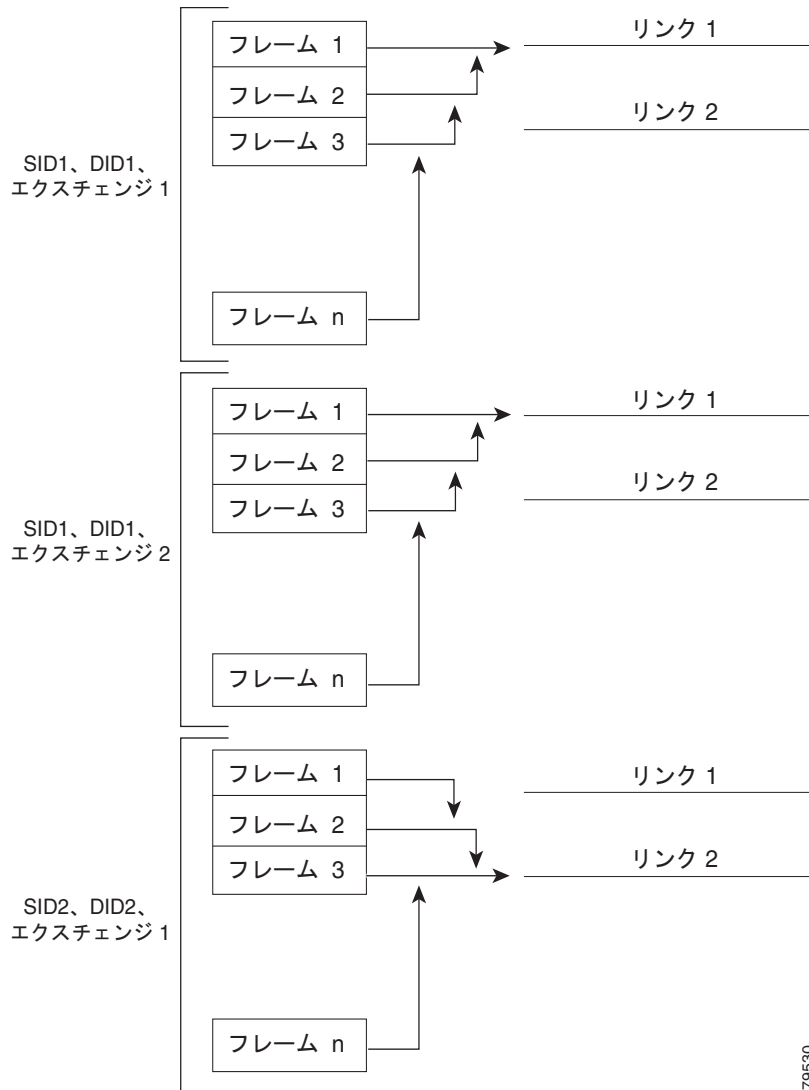 フレーム 1
リンク 1
フレーム 2
リンク 2
フレーム 3
SID1、DID1、
エクスチェンジ 1
フレーム n
フレーム 1
リンク 1
フレーム 2
リンク 2
フレーム 3
SID1、DID1、
エクスチェンジ 2
フレーム n
フレーム 1
リンク 1
フレーム 2
リンク 2
フレーム 3
SID2、DID2、
エクスチェンジ 1
フレーム n
79530